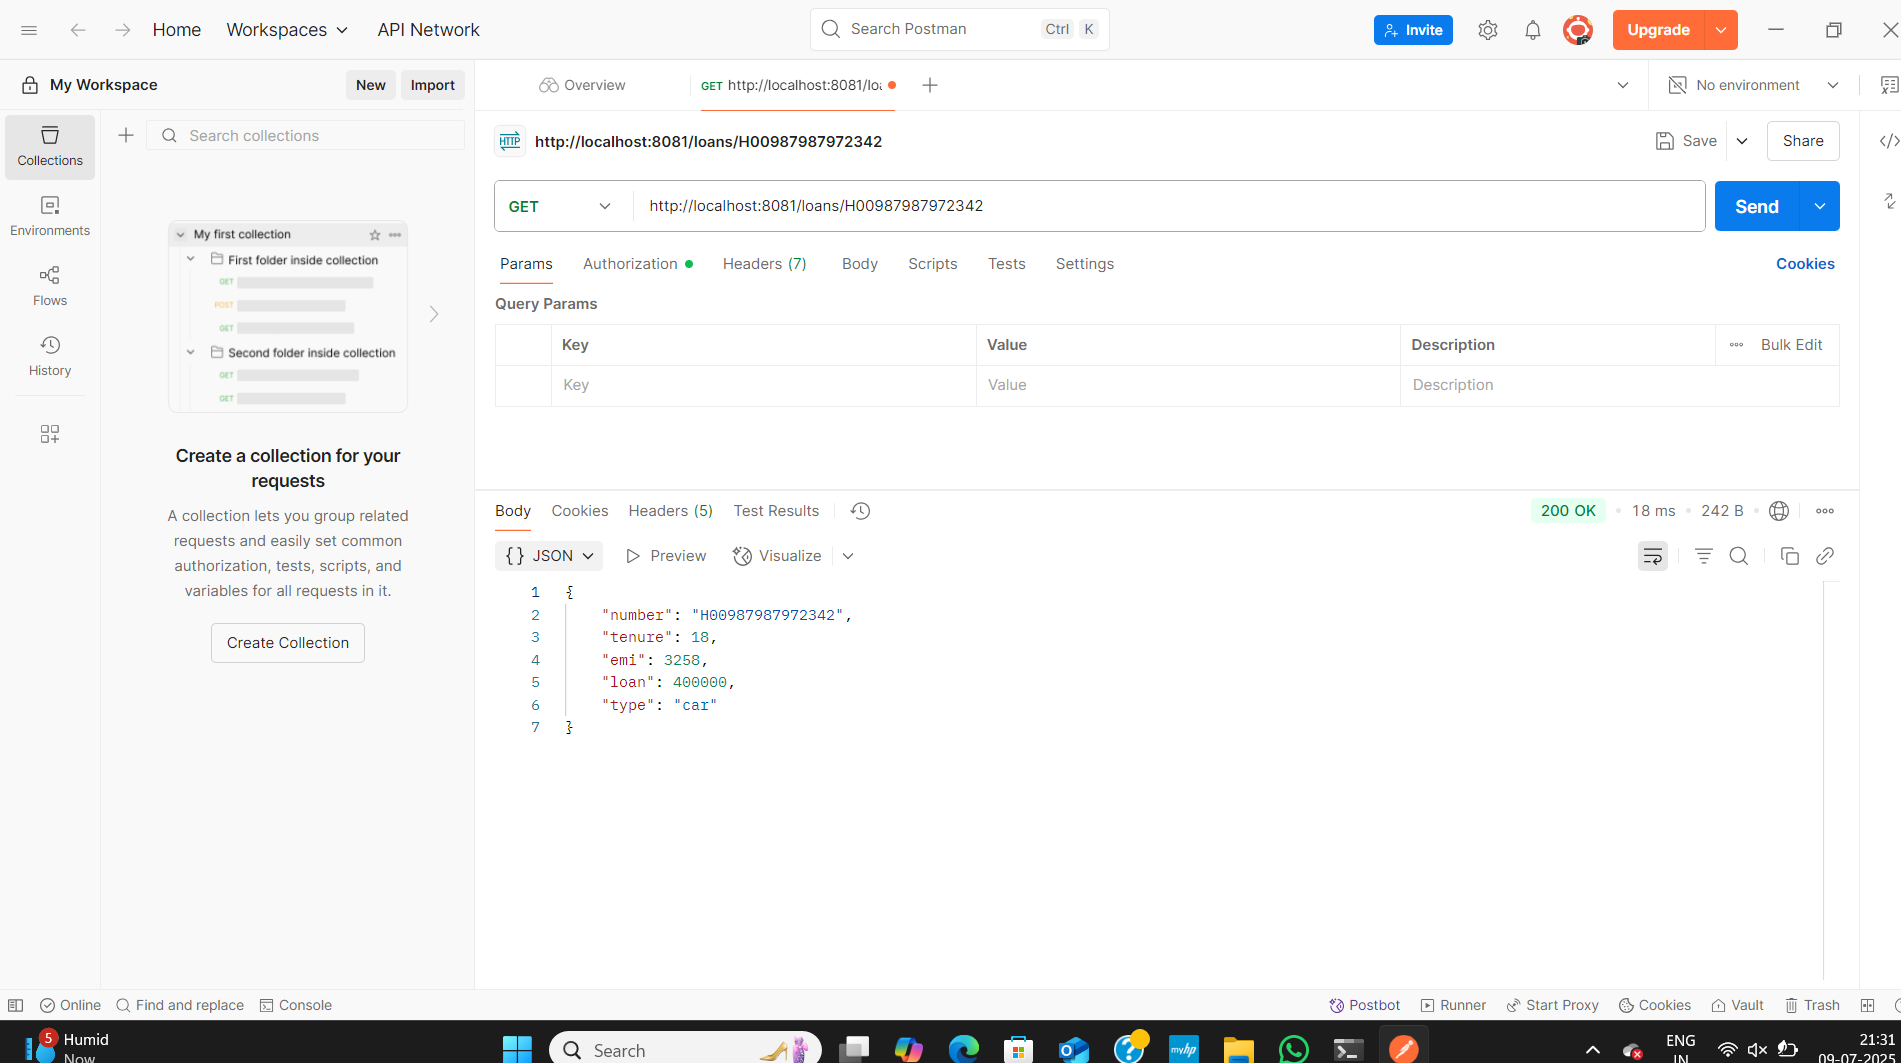 Home Workspaces API Network Search Postman Ctrl K Invite Upgrade
My Workspace New Import Overview GET http://localhost:8081/loa No environment
Collections
Environments
Flows
History
Search collections
My first collection
First folder inside collection
GET
POST
GET
Second folder inside collection
GET
GET
Create a collection for your
requests
A collection lets you group related
requests and easily set common
authorization, tests, scripts, and
variables for all requests in it.
Create Collection
HTTP http://localhost:8081/loans/H00987987972342 Save Share
GET http://localhost:8081/loans/H00987987972342 Send
Params Authorization Headers (7) Body Scripts Tests Settings Cookies
Query Params
Key Value Description Bulk Edit
Key Value Description
Body Cookies Headers (5) Test Results 200 OK 18 ms 242 B
{} JSON Preview Visualize
1 {
2 "number": "H00987987972342",
3 "tenure": 18,
4 "emi": 3258,
5 "loan": 400000,
6 "type": "car"
7 }
Online Find and replace Console Postbot Runner Start Proxy Cookies Vault Trash
5 Humid
Now
Search
myhp
ENG
IN
21:31
09-07-2025